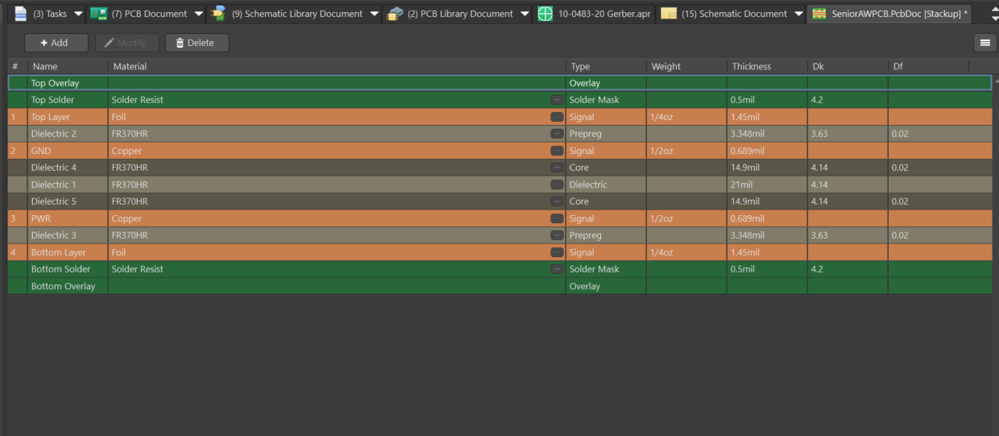 (3) Tasks (7) PCB Document (9) Schematic Library Document (2) PCB Library Document 10-0483-20 Gerber.apr (15) Schematic Document SeniorAWPCB.PcbDoc [Stackup] *
+ Add Modify Delete
# Name Material Type Weight Thickness Dk Df
Top Overlay Overlay
Top Solder Solder Resist Solder Mask 0.5mil 4.2
1 Top Layer Foil Signal 1/4oz 1.45mil
Dielectric 2 FR370HR Prepreg 3.348mil 3.63 0.02
2 GND Copper Signal 1/2oz 0.689mil
Dielectric 4 FR370HR Core 14.9mil 4.14 0.02
Dielectric 1 FR370HR Dielectric 21mil 4.14
Dielectric 5 FR370HR Core 14.9mil 4.14 0.02
3 PWR Copper Signal 1/2oz 0.689mil
Dielectric 3 FR370HR Prepreg 3.348mil 3.63 0.02
4 Bottom Layer Foil Signal 1/4oz 1.45mil
Bottom Solder Solder Resist Solder Mask 0.5mil 4.2
Bottom Overlay Overlay